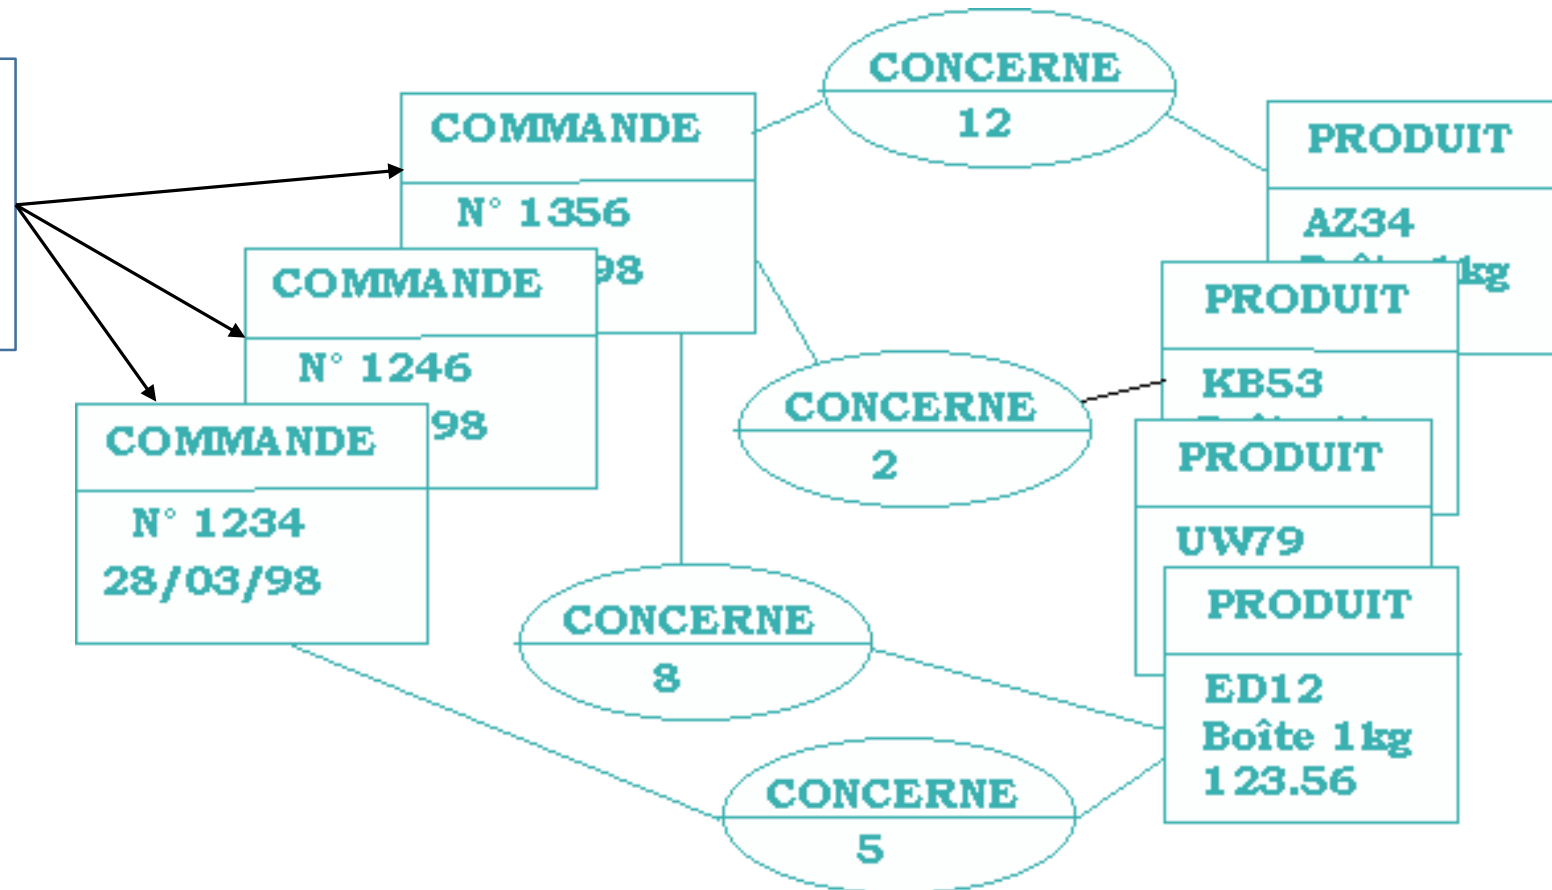 CONCERNE
12
COMMANDE
N° 1356
98
PRODUIT
AZ34
1kg
COMMANDE
N° 1246
98
PRODUIT
KB53
CONCERNE
2
COMMANDE
N° 1234
28/03/98
PRODUIT
UW79
CONCERNE
8
PRODUIT
ED12
Boîte 1kg
123.56
CONCERNE
5